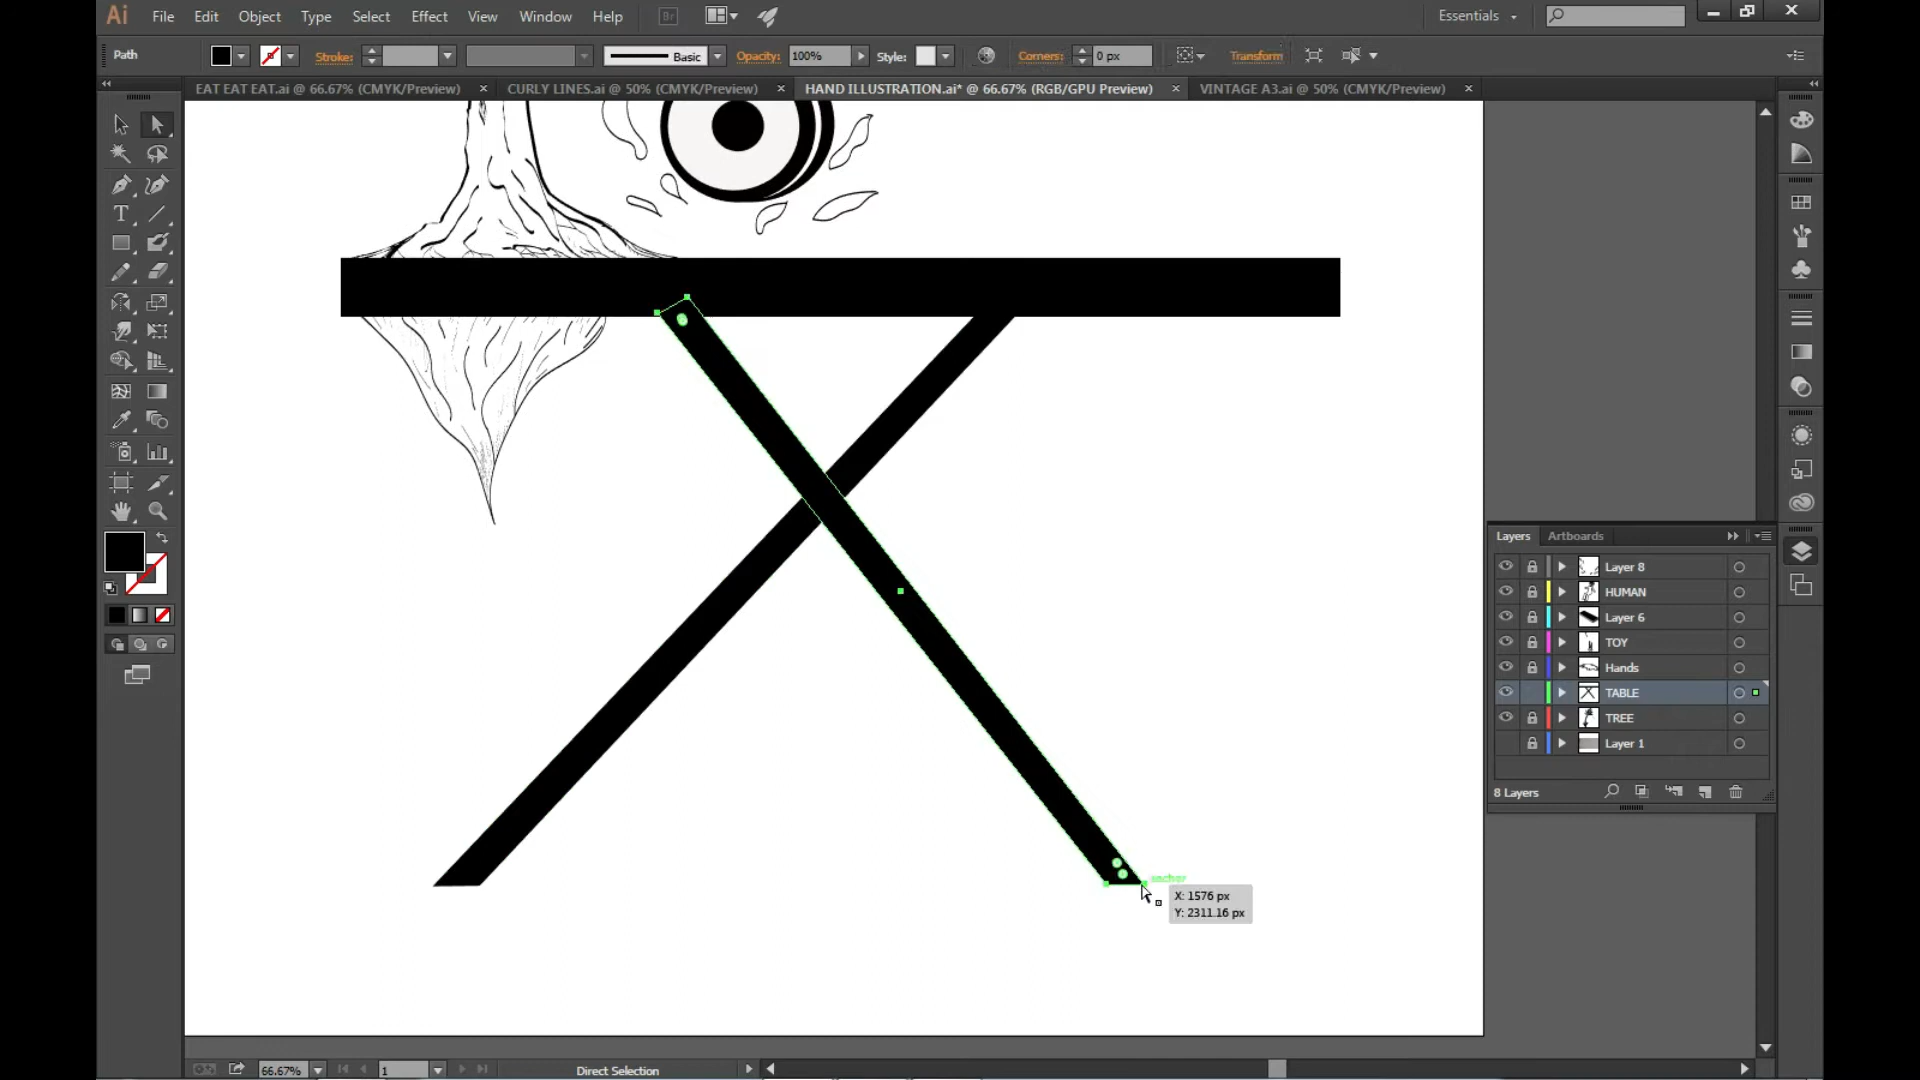 Ai File Edit Object Type Select Effect View Window Help Br Essentials
Path Stroke: Basic Opacity: 100% Style: Corners: 0 px Transform
EAT EAT EAT.ai @ 66.67% (CMYK/Preview) × CURLY LINES.ai @ 50% (CMYK/Preview) × HAND ILLUSTRATION.ai* @ 66.67% (RGB/GPU Preview) × VINTAGE A3.ai @ 50% (CMYK/Preview) ×
T
Layers Artboards
Layer 8
HUMAN
Layer 6
TOY
Hands
TABLE
TREE
Layer 1
8 Layers
anchor
X: 1576 px
Y: 2311.16 px
66.67% 1 Direct Selection